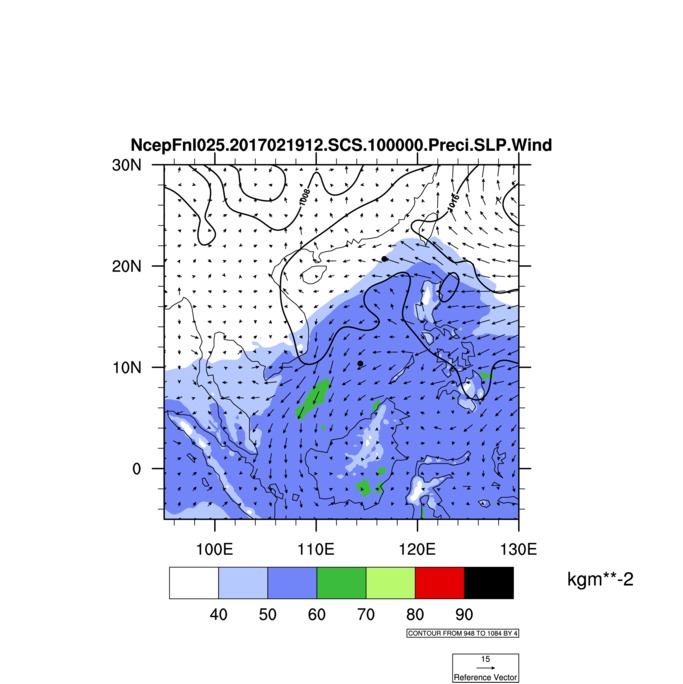 NcepFnl025.2017021912.SCS.100000.Preci.SLP.Wind
30N
20N
10N
0
1008
1016
100E
110E
120E
130E
kgm**-2
40
50
60
70
80
90
CONTOUR FROM 948 TO 1084 BY 4
15
Reference Vector